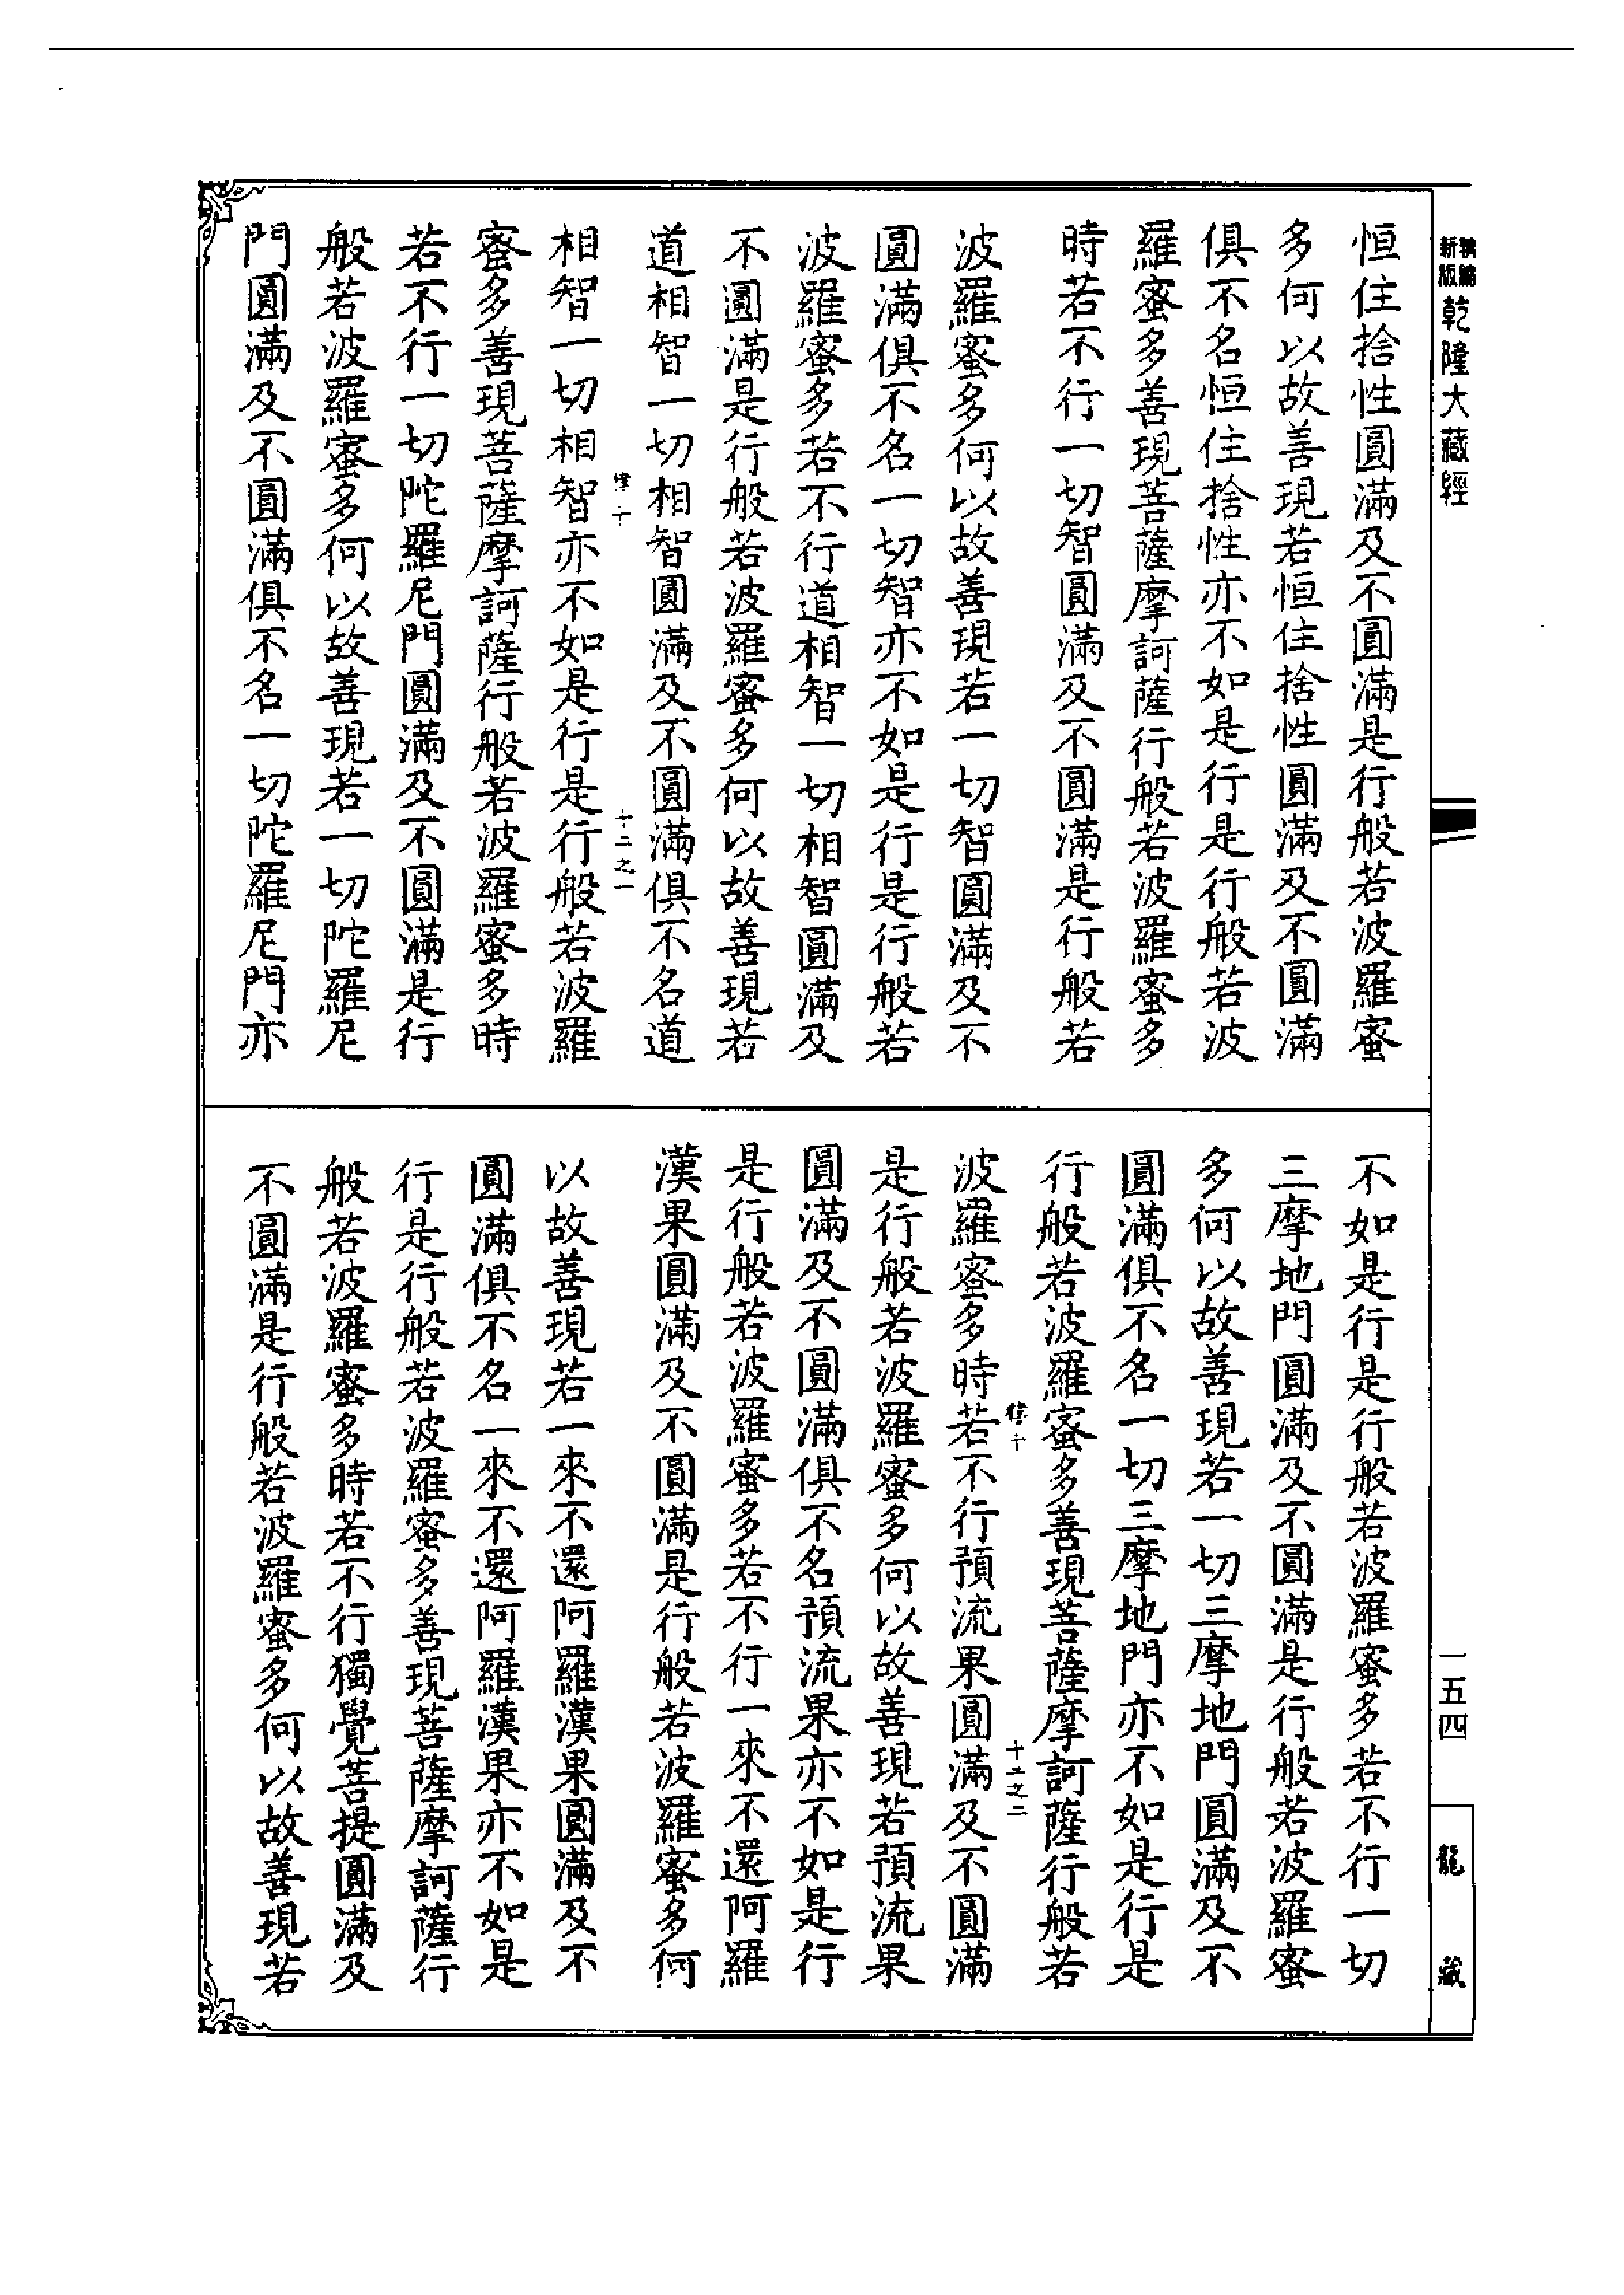 精編新版
乾隆大藏經
恒住捨性圓滿及不圓滿是行般若波羅蜜
多何以故善現若恒住捨性圓滿及不圓滿
俱不名恒住捨性亦不如是行是行般若波
羅蜜多善現菩薩摩訶薩行般若波羅蜜多
時若不行一切智圓滿及不圓滿是行般若
波羅蜜多何以故善現若一切智圓滿及不
圓滿俱不名一切智亦不如是行是行般若
波羅蜜多若不行道相智一切相智圓滿及
不圓滿是行般若波羅蜜多何以故善現若
道相智一切相智圓滿及不圓滿俱不名道
十 十二之一
相智一切相智亦不如是行是行般若波羅
蜜多善現菩薩摩訶薩行般若波羅蜜多時
若不行一切陀羅尼門圓滿及不圓滿是行
般若波羅蜜多何以故善現若一切陀羅尼
門圓滿及不圓滿俱不名一切陀羅尼門亦
不如是行是行般若波羅蜜多若不行一切
三摩地門圓滿及不圓滿是行般若波羅蜜
多何以故善現若一切三摩地門圓滿及不
圓滿俱不名一切三摩地門亦不如是行是
行般若波羅蜜多善現菩薩摩訶薩行般若
十 十二之二
波羅蜜多時若不行預流果圓滿及不圓滿
是行般若波羅蜜多何以故善現若預流果
圓滿及不圓滿俱不名預流果亦不如是行
是行般若波羅蜜多若不行一來不還阿羅
漢果圓滿及不圓滿是行般若波羅蜜多何
以故善現若一來不還阿羅漢果圓滿及不
圓滿俱不名一來不還阿羅漢果亦不如是
行是行般若波羅蜜多善現菩薩摩訶薩行
般若波羅蜜多時若不行獨覺菩提圓滿及
不圓滿是行般若波羅蜜多何以故善現若
一五四
龍藏